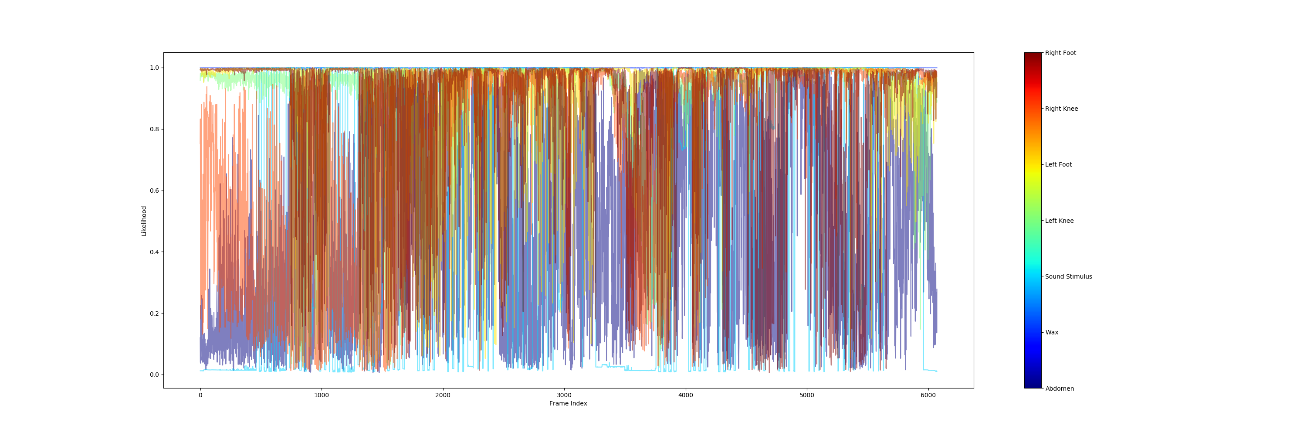 1.0
0.8
0.6
0.4
0.2
0.0
Likelihood
0 1000 2000 3000 4000 5000 6000
Frame Index
Right Foot
Right Knee
Left Foot
Left Knee
Sound Stimulus
Wax
Abdomen